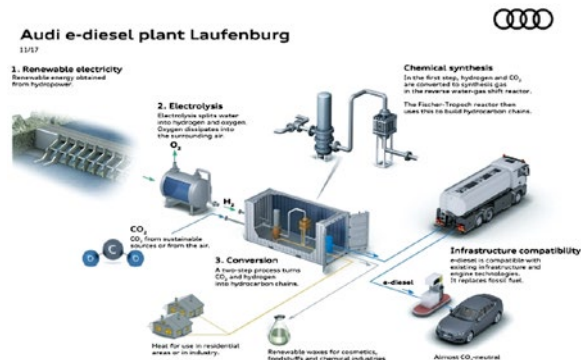 Audi e-diesel plant Laufenburg
11/17
1. Renewable electricity
Renewable energy obtained
from hydropower.
2. Electrolysis
Electrolysis splits water
into hydrogen and oxygen.
Oxygen dissipates into
the surrounding air.
O₂
H₂
Chemical synthesis
In the first step, hydrogen and CO₂
are converted to synthesis gas
in the reverse water-gas shift reactor.
The Fischer-Tropsch reactor then
uses this to build hydrocarbon chains.
CO₂
CO₂ from sustainable
sources or from the air.
O C O
3. Conversion
A two-step process turns
CO₂ and hydrogen
into hydrocarbon chains.
Infrastructure compatibility
e-diesel is compatible with
existing infrastructure and
engine technologies.
It replaces fossil fuel.
e-diesel
Heat for use in residential
areas or in industry.
Renewable waxes for cosmetics,
foodstuffs and chemical industries
Almost CO₂-neutral